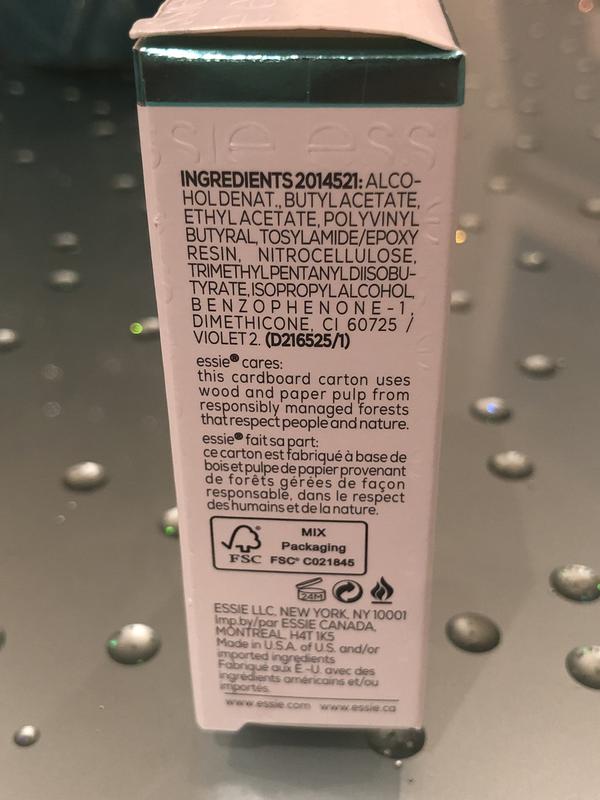 ssie ess
INGREDIENTS 2014521: ALCO-
HOL DENAT., BUTYL ACETATE,
ETHYL ACETATE, POLYVINYL
BUTYRAL, TOSYLAMIDE/EPOXY
RESIN, NITROCELLULOSE,
TRIMETHYLPENTANYL DIISOBU-
TYRATE, ISOPROPYL ALCOHOL,
BENZOPHENONE-1,
DIMETHICONE, CI 60725 /
VIOLET 2. (D216525/1)
essie® cares:
this cardboard carton uses
wood and paper pulp from
responsibly managed forests
that respect people and nature.
essie® fait sa part:
ce carton est fabriqué à base de
bois et pulpe de papier provenant
de forêts gérées de façon
responsable, dans le respect
des humains et de la nature.
FSC®
MIX
Packaging
FSC® C021845
24M
ESSIE LLC. NEW YORK, NY 10001
Imp.by/par ESSIE CANADA,
MONTREAL, H4T 1K5
Made in U.S.A. of U.S. and/or
imported ingredients
Fabriqué aux É.-U. avec des
ingrédients américains et/ou
importés.
www.essie.com www.essie.ca